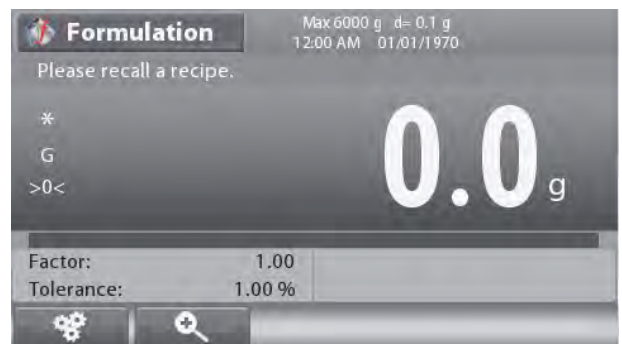 Formulation
Max 6000 g d= 0.1 g
12:00 AM 01/01/1970
Please recall a recipe.
*
G
>0<
0.0 g
Factor: 1.00
Tolerance: 1.00 %